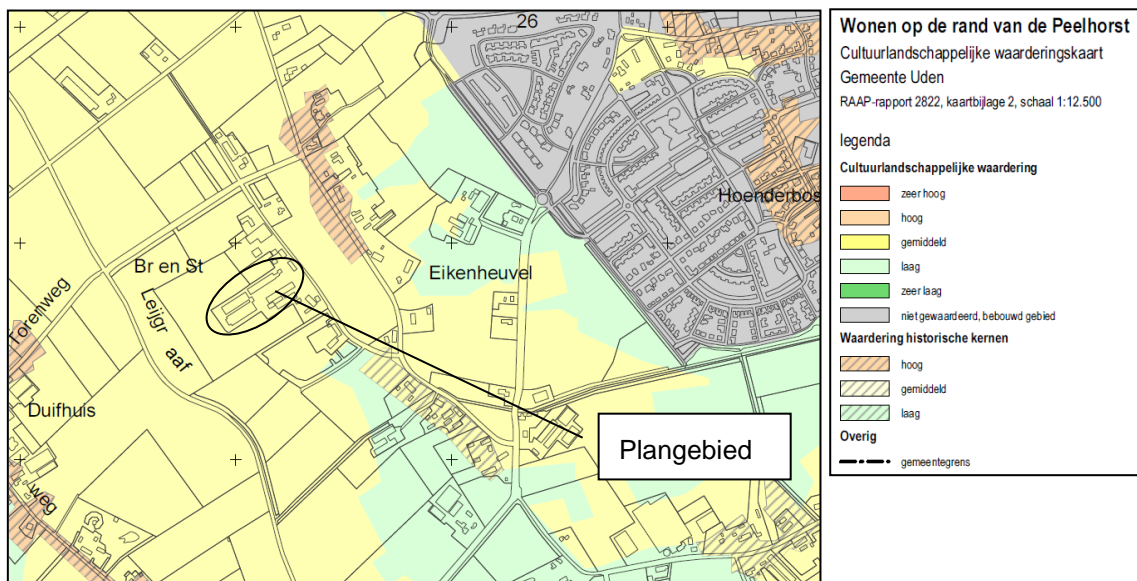 26
Hoenderbos
Br en St
Eikenheuvel
Torenweg
Leijgr
aaf
Duifhuis
weg
Plangebied
Wonen op de rand van de Peelhorst
Cultuurlandschappelijke waarderingskaart
Gemeente Uden
RAAP-rapport 2822, kaartbijlage 2, schaal 1:12.500
legenda
Cultuurlandschappelijke waardering
zeer hoog
hoog
gemiddeld
laag
zeer laag
niet gewaardeerd, bebouwd gebied
Waardering historische kernen
hoog
gemiddeld
laag
Overig
gemeentegrens